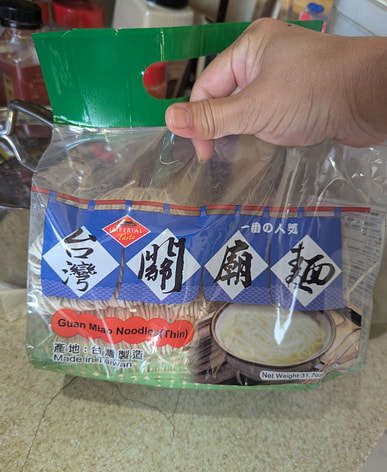 IMPERIAL
Taste
一番の人気
台灣
關
廟
麵
Guan Miao Noodles (Thin)
產地：台灣製造
Made in Taiwan
Net Weight 31.7oz